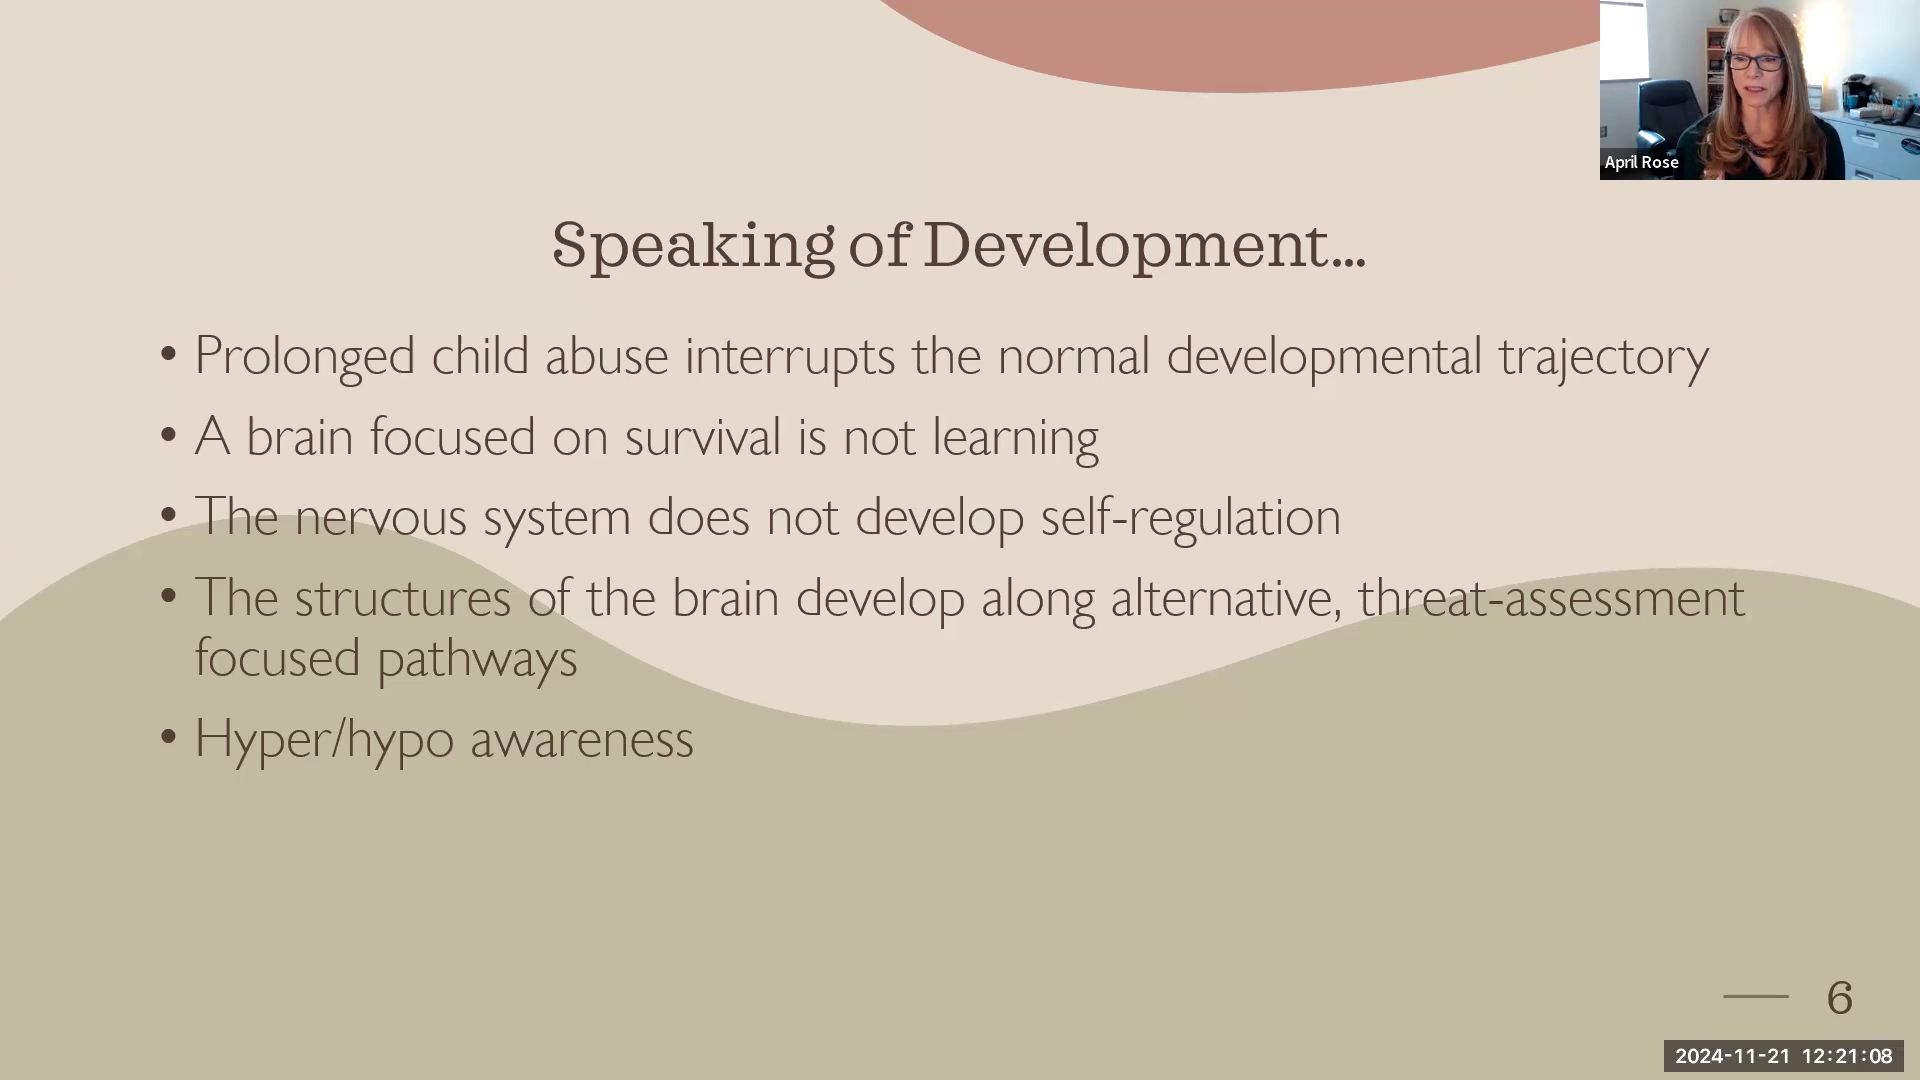 April Rose
Speaking of Development...
• Prolonged child abuse interrupts the normal developmental trajectory
• A brain focused on survival is not learning
• The nervous system does not develop self-regulation
• The structures of the brain develop along alternative, threat-assessment
focused pathways
• Hyper/hypo awareness
6
2024-11-21 12:21:08